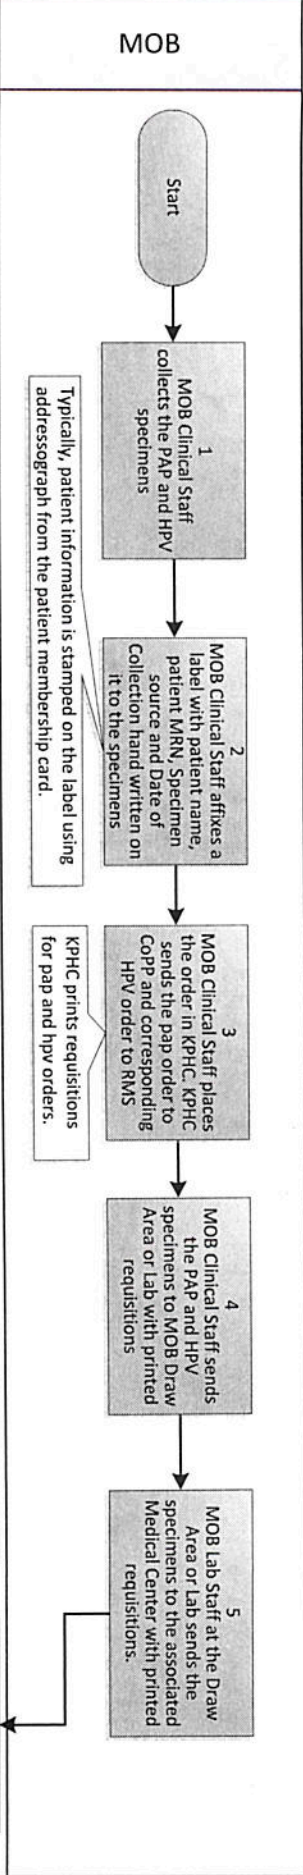 MOB
Start
1
MOB Clinical Staff
collects the PAP and HPV
specimens
2
MOB Clinical Staff affixes a
label with patient name,
patient MRN, Specimen
source and Date of
Collection hand written on
it to the specimens
Typically, patient information is stamped on the label using
addressograph from the patient membership card.
3
MOB Clinical Staff places
the order in KPHC. KPHC
sends the pap order to
CoPP and corresponding
HPV order to RMS
KPHC prints requisitions
for pap and hpv orders.
4
MOB Clinical Staff sends
the PAP and HPV
specimens to MOB Draw
Area or Lab with printed
requisitions
5
MOB Lab Staff at the Draw
Area or Lab sends the
specimens to the associated
Medical Center with printed
requisitions.